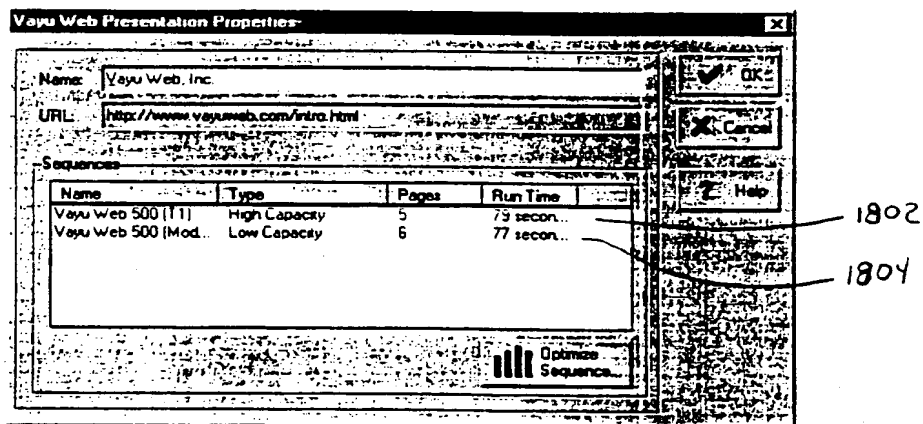 Vayu Web Presentation Properties
Name: Vayu Web, Inc.
OK
URL: http://www.vayuweb.com/intro.html
Cancel
Sequences
Help
Name Type Pages Run Time
Vayu Web 500 (T1) High Capacity 5 79 secon...
1802
Vayu Web 500 (Mod... Low Capacity 6 77 secon...
1804
Optimize
Sequence...